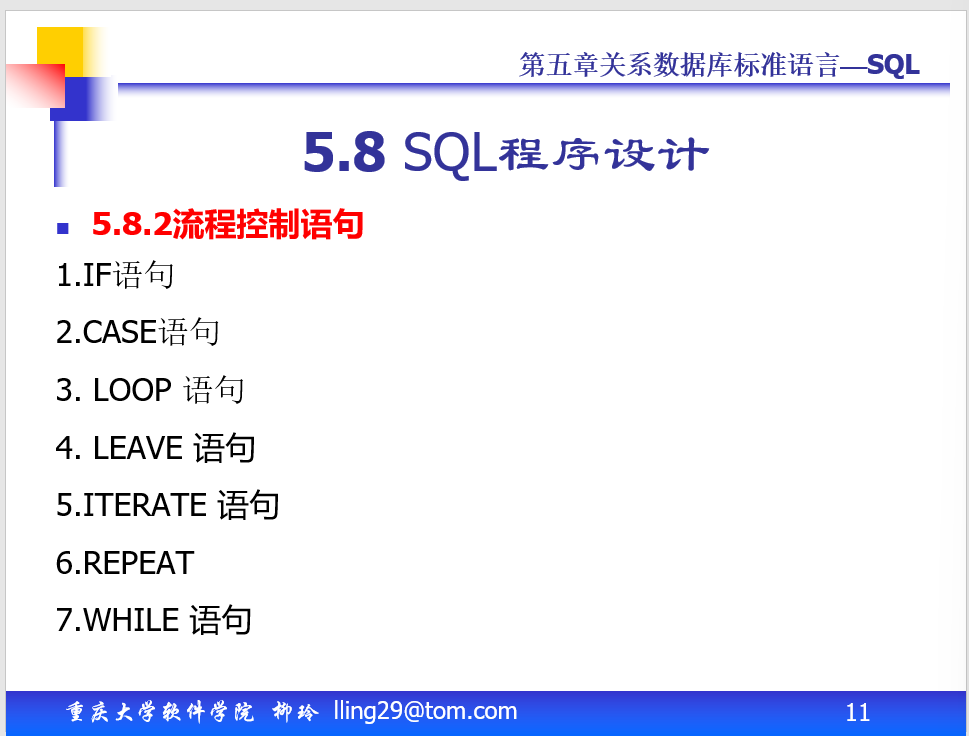 第五章关系数据库标准语言—SQL
5.8 SQL程序设计
5.8.2流程控制语句
1.IF语句
2.CASE语句
3. LOOP 语句
4. LEAVE 语句
5.ITERATE 语句
6.REPEAT
7.WHILE 语句
重庆大学软件学院 柳玲 lling29@tom.com 11